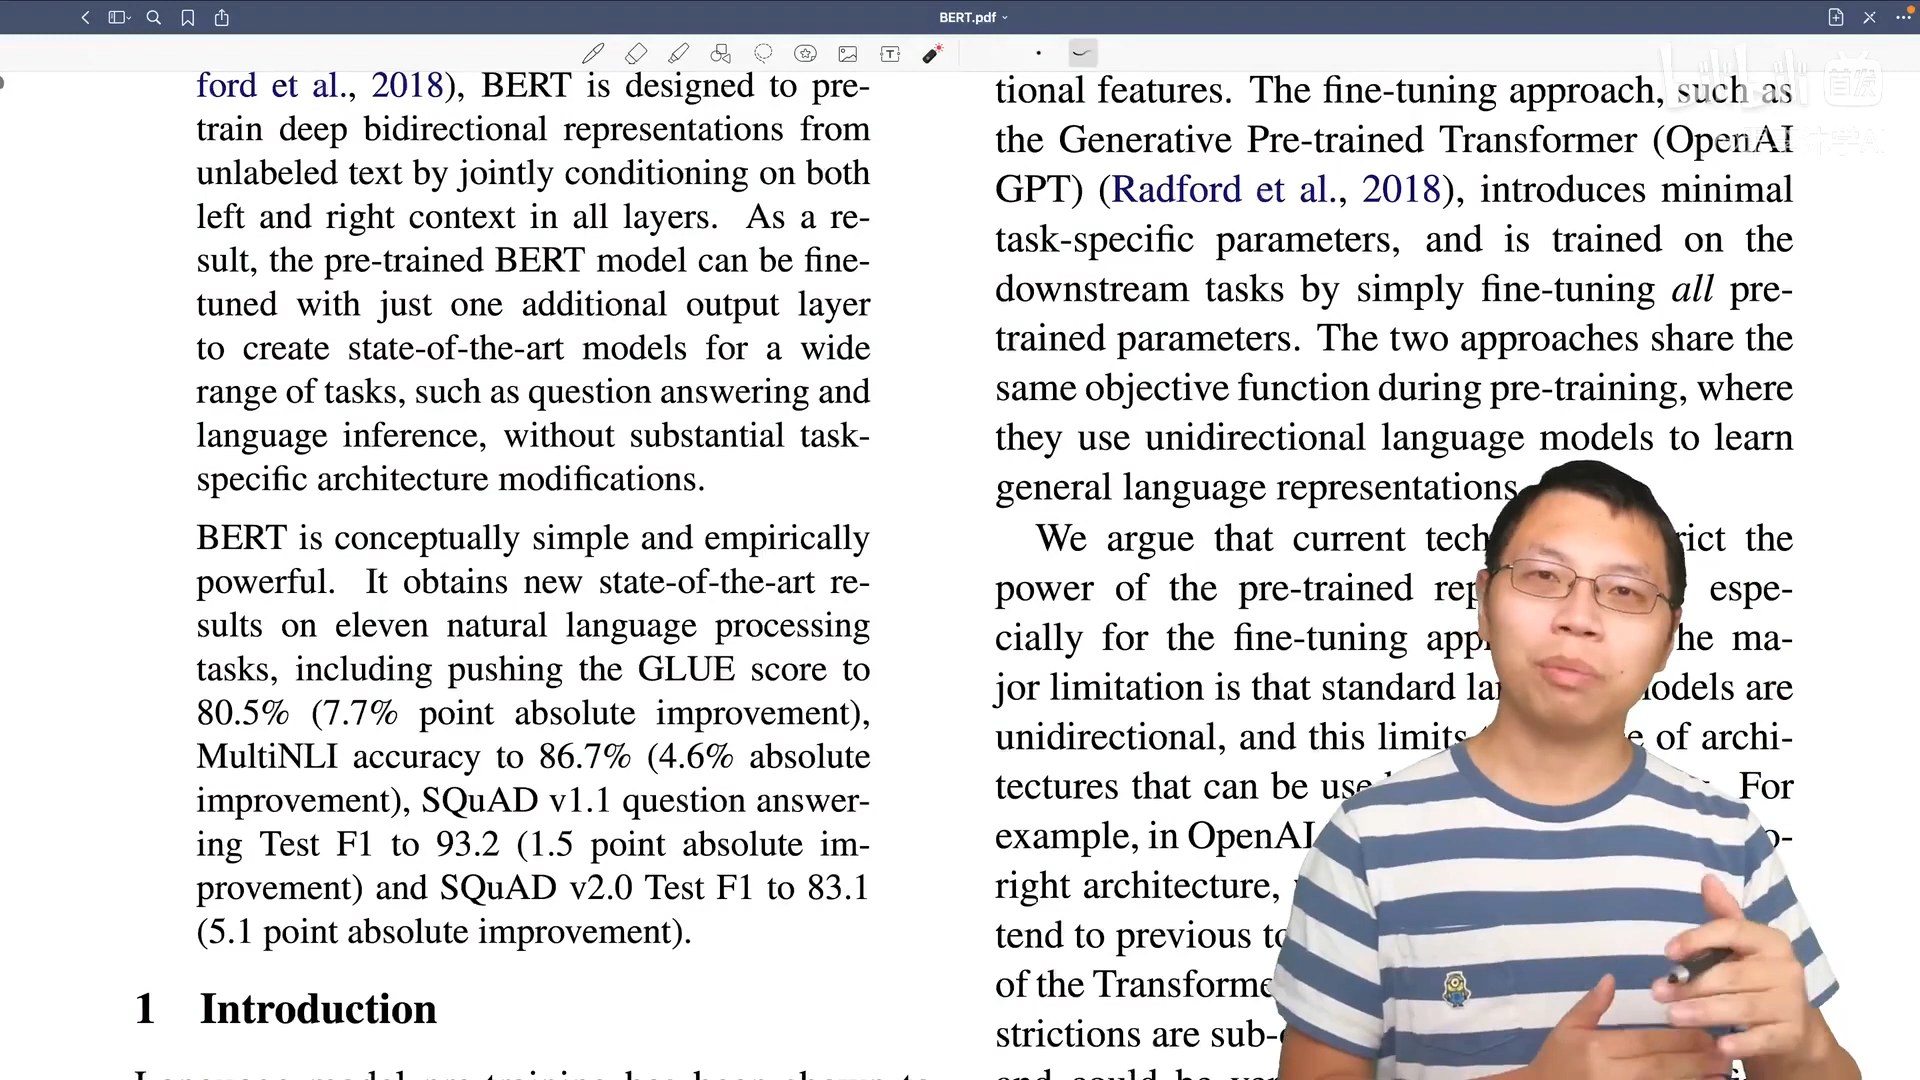 BERT.pdf
ford et al., 2018), BERT is designed to pre-
train deep bidirectional representations from
unlabeled text by jointly conditioning on both
left and right context in all layers. As a re-
sult, the pre-trained BERT model can be fine-
tuned with just one additional output layer
to create state-of-the-art models for a wide
range of tasks, such as question answering and
language inference, without substantial task-
specific architecture modifications.
BERT is conceptually simple and empirically
powerful. It obtains new state-of-the-art re-
sults on eleven natural language processing
tasks, including pushing the GLUE score to
80.5% (7.7% point absolute improvement),
MultiNLI accuracy to 86.7% (4.6% absolute
improvement), SQuAD v1.1 question answer-
ing Test F1 to 93.2 (1.5 point absolute im-
provement) and SQuAD v2.0 Test F1 to 83.1
(5.1 point absolute improvement).
1 Introduction
tional features. The fine-tuning approach, such as
the Generative Pre-trained Transformer (OpenAI
GPT) (Radford et al., 2018), introduces minimal
task-specific parameters, and is trained on the
downstream tasks by simply fine-tuning all pre-
trained parameters. The two approaches share the
same objective function during pre-training, where
they use unidirectional language models to learn
general language representations
We argue that current tech rict the
power of the pre-trained rep espe-
cially for the fine-tuning app he ma-
jor limitation is that standard la odels are
unidirectional, and this limits e of archi-
tectures that can be use For
example, in OpenAI o-
right architecture,
tend to previous to
of the Transforme
strictions are sub-
bilibili 首发